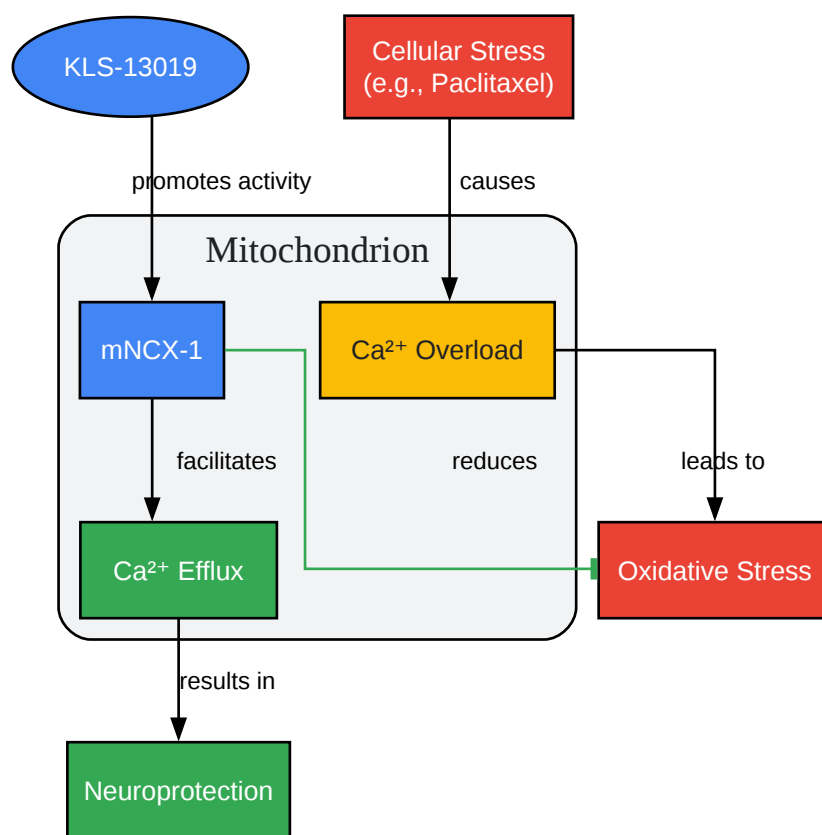 KLS-13019
Cellular Stress
(e.g., Paclitaxel)
promotes activity
causes
Mitochondrion
mNCX-1
Ca²⁺ Overload
facilitates
reduces
leads to
Ca²⁺ Efflux
Oxidative Stress
results in
Neuroprotection